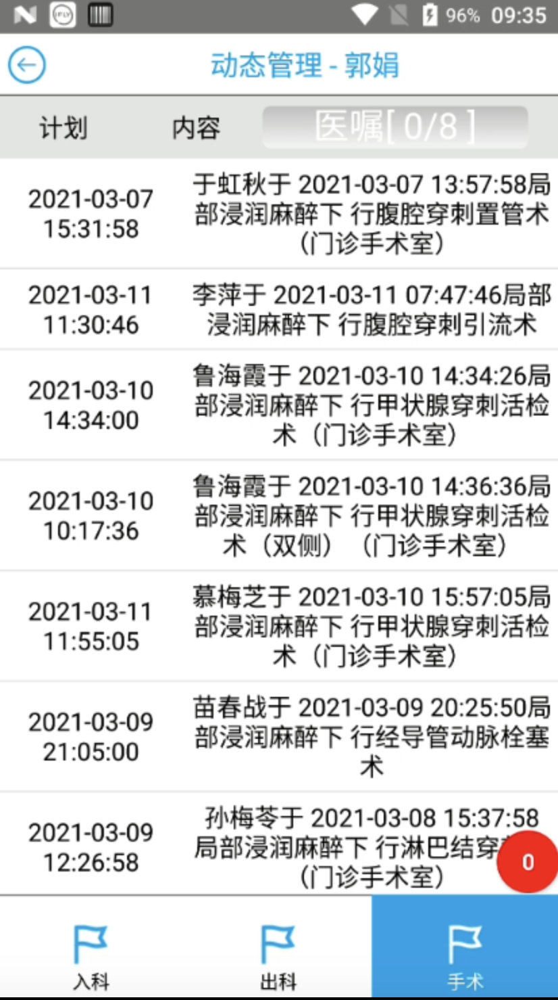 iFLY
96% 09:35
动态管理 - 郭娟
计划 内容 医嘱[ 0/8 ]
2021-03-07
15:31:58
于虹秋于 2021-03-07 13:57:58局
部浸润麻醉下 行腹腔穿刺置管术
（门诊手术室）
2021-03-11
11:30:46
李萍于 2021-03-11 07:47:46局部
浸润麻醉下 行腹腔穿刺引流术
2021-03-10
14:34:00
鲁海霞于 2021-03-10 14:34:26局
部浸润麻醉下 行甲状腺穿刺活检
术（门诊手术室）
2021-03-10
10:17:36
鲁海霞于 2021-03-10 14:36:36局
部浸润麻醉下 行甲状腺穿刺活检
术（双侧）（门诊手术室）
2021-03-11
11:55:05
慕梅芝于 2021-03-10 15:57:05局
部浸润麻醉下 行甲状腺穿刺活检
术（门诊手术室）
2021-03-09
21:05:00
苗春战于 2021-03-09 20:25:50局
部浸润麻醉下 行经导管动脉栓塞
术
2021-03-09
12:26:58
孙梅苓于 2021-03-08 15:37:58
局部浸润麻醉下 行淋巴结穿
（门诊手术室）
0
入科 出科 手术